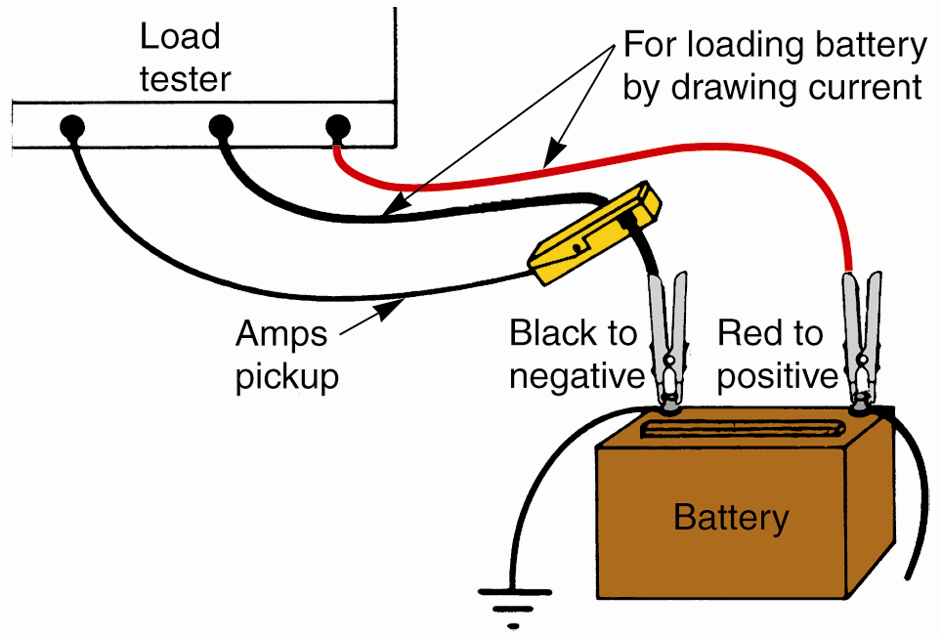 Load
tester
For loading battery
by drawing current
Amps
pickup
Black to
negative
Red to
positive
Battery